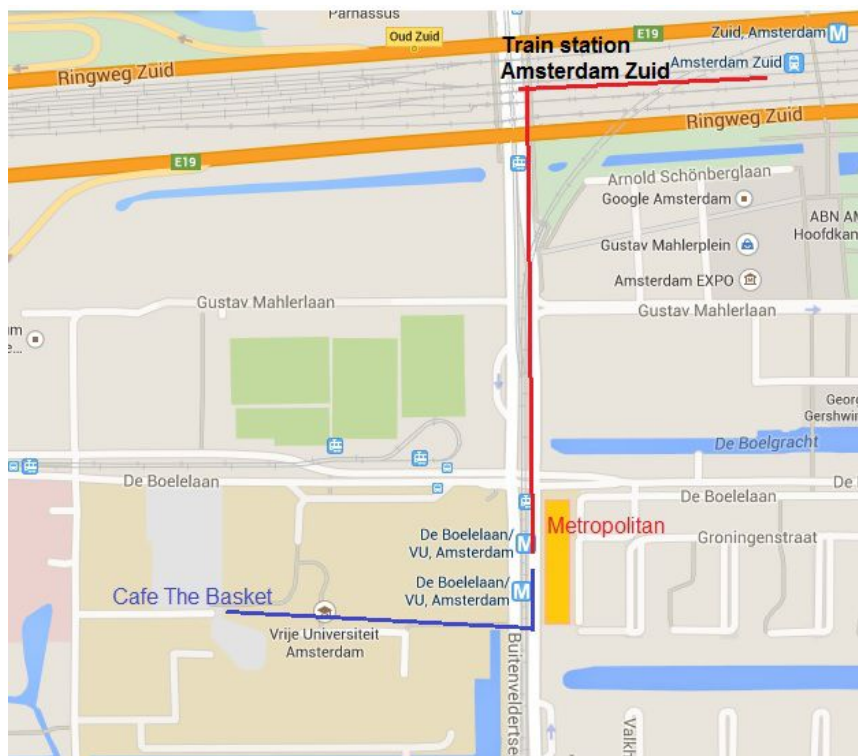 Parnassus
Oud Zuid
E19
Zuid, Amsterdam
M
Train station
Amsterdam Zuid
Amsterdam Zuid
Ringweg Zuid
Ringweg Zuid
E19
Arnold Schönberglaan
Google Amsterdam
ABN AM
Hoofdkam
Gustav Mahlerplein
Amsterdam EXPO
Gustav Mahlerlaan
Gustav Mahlerlaan
um
e...
Georg
Gershwin
De Boelgracht
De Boelelaan
De Boelelaan
De B
Metropolitan
De Boelelaan/
VU, Amsterdam
M
Groningenstraat
De Boelelaan/
VU, Amsterdam
M
Cafe The Basket
Vrije Universiteit
Amsterdam
Buitenveldertse
Valkh